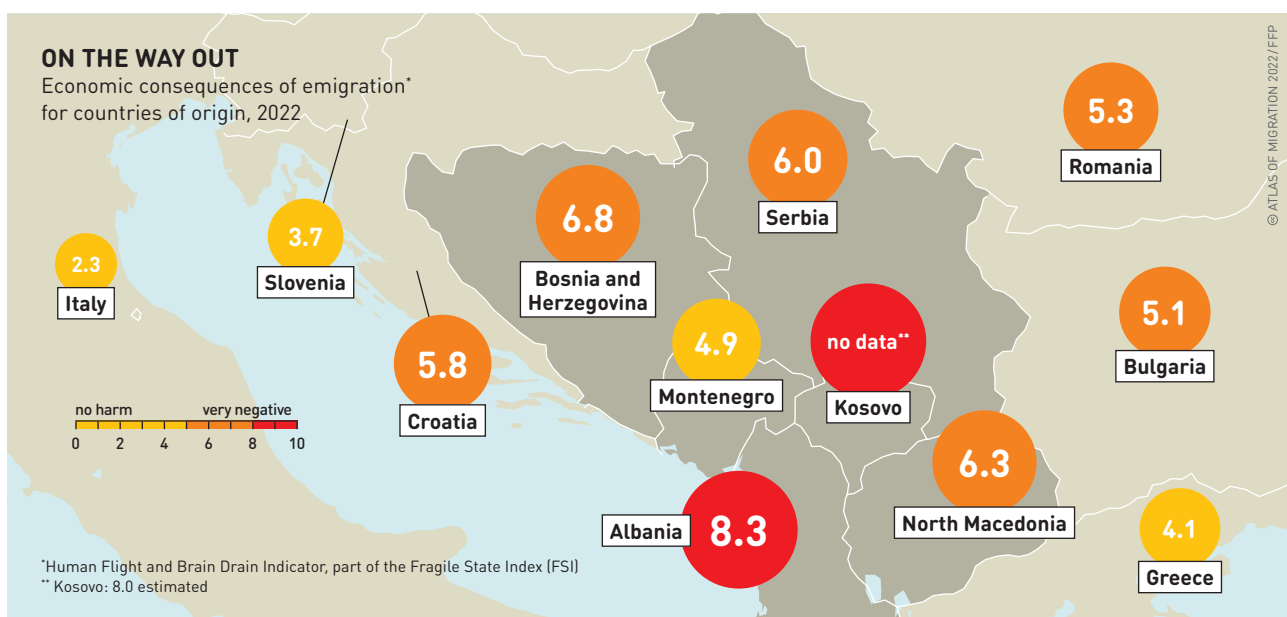 ON THE WAY OUT
Economic consequences of emigration*
for countries of origin, 2022
© ATLAS OF MIGRATION 2022/FFP
5.3
Romania
6.0
Serbia
6.8
Bosnia and
Herzegovina
3.7
Slovenia
2.3
Italy
5.8
Croatia
4.9
Montenegro
no data**
Kosovo
5.1
Bulgaria
no harm very negative
0 2 4 6 8 10
6.3
North Macedonia
Albania
8.3
4.1
Greece
*Human Flight and Brain Drain Indicator, part of the Fragile State Index (FSI)
** Kosovo: 8.0 estimated